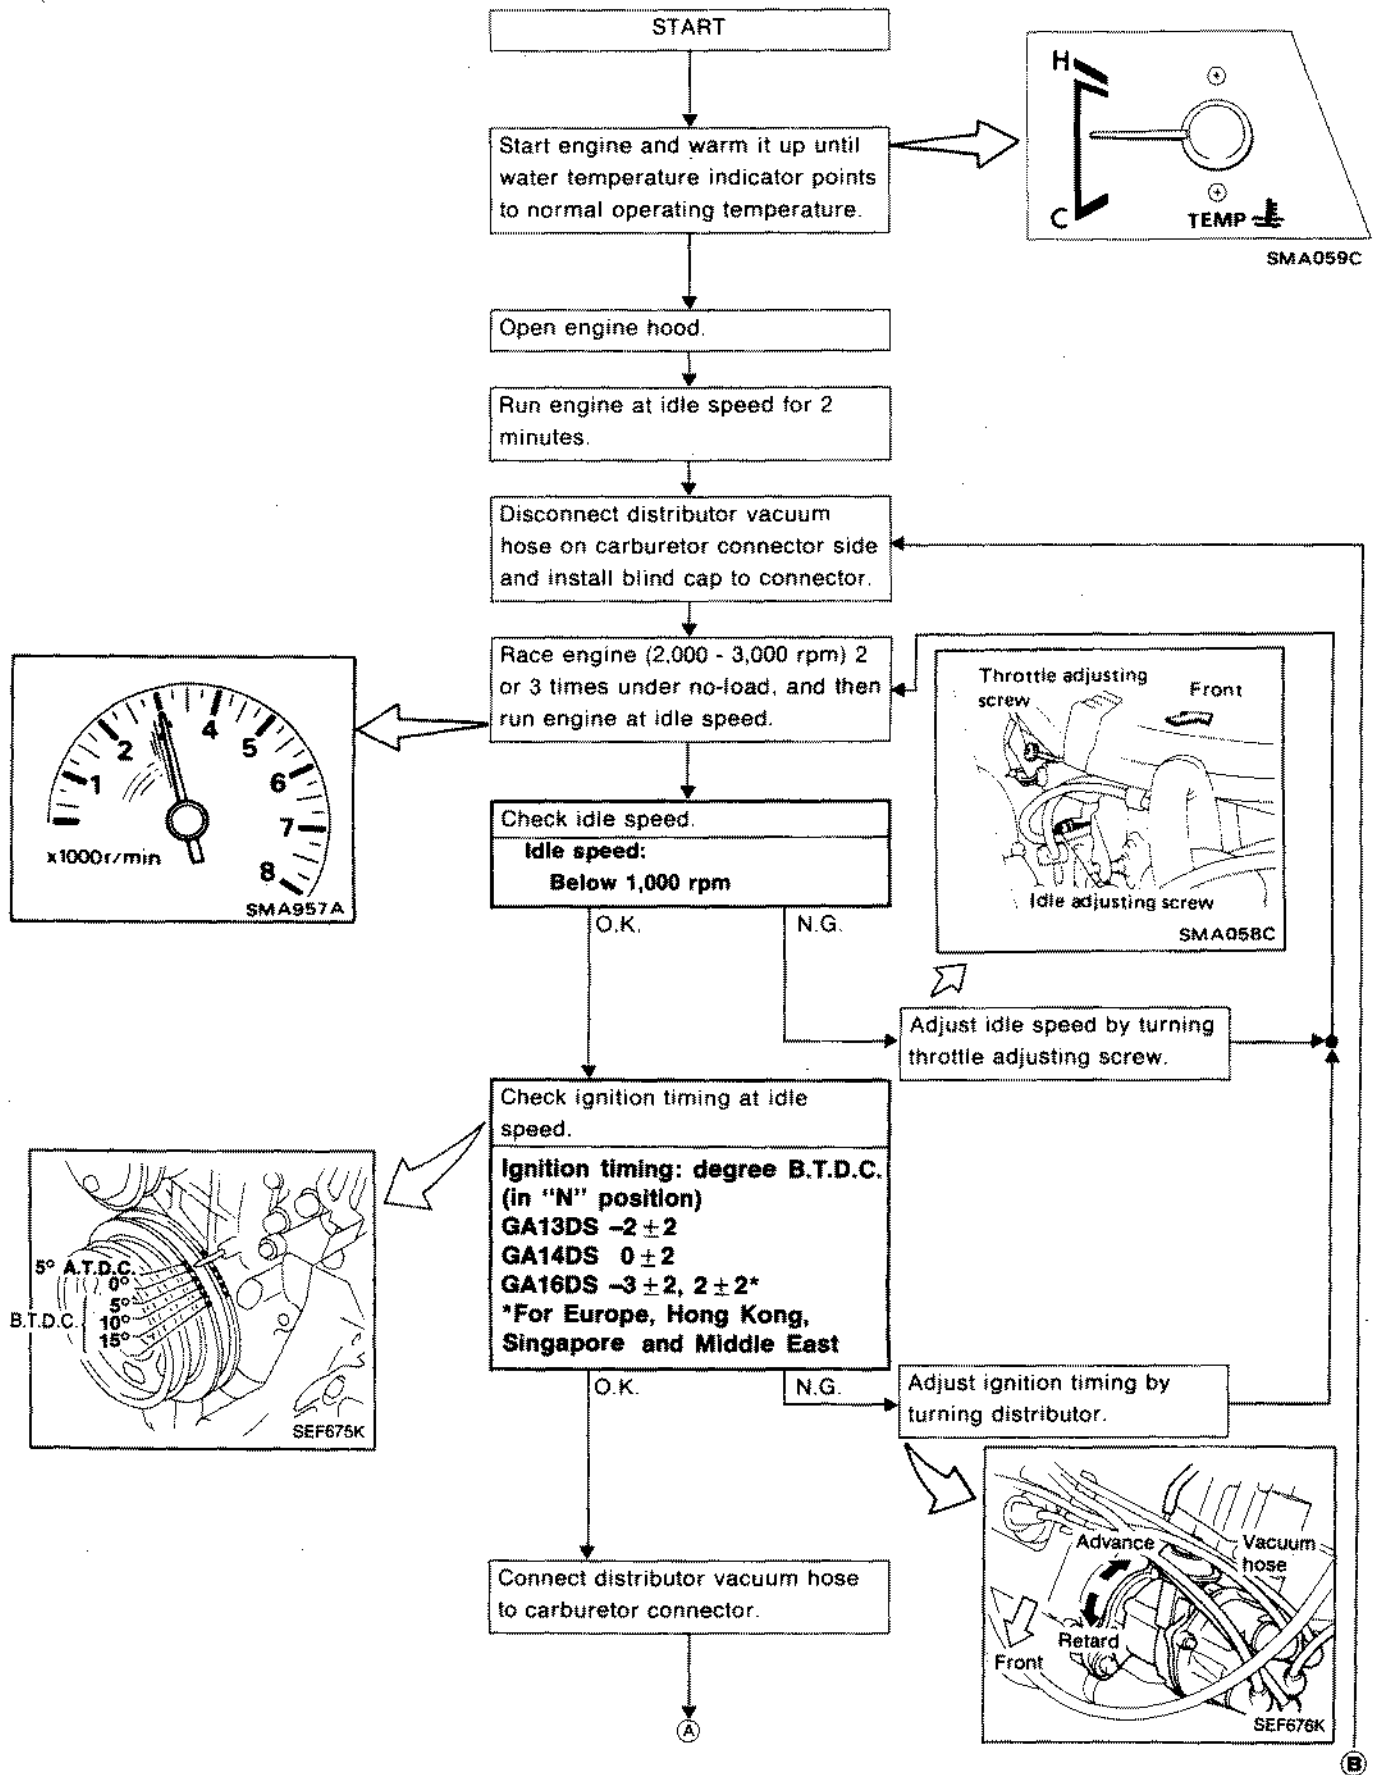 START
Start engine and warm it up until
water temperature indicator points
to normal operating temperature.
H
C
TEMP
SMA059C
Open engine hood.
Run engine at idle speed for 2
minutes.
Disconnect distributor vacuum
hose on carburetor connector side
and install blind cap to connector.
Race engine (2,000 - 3,000 rpm) 2
or 3 times under no-load, and then
run engine at idle speed.
1
2
3
4
5
6
7
8
x1000r/min
SMA957A
Throttle adjusting
screw
Front
Idle adjusting screw
SMA058C
Check idle speed.
Idle speed:
Below 1,000 rpm
O.K.
N.G.
Adjust idle speed by turning
throttle adjusting screw.
Check ignition timing at idle
speed.
Ignition timing: degree B.T.D.C.
(in "N" position)
GA13DS -2 ± 2
GA14DS 0 ± 2
GA16DS -3 ± 2, 2 ± 2*
*For Europe, Hong Kong,
Singapore and Middle East
5° A.T.D.C.
0°
5°
B.T.D.C. 10°
15°
SEF675K
O.K.
N.G.
Adjust ignition timing by
turning distributor.
Advance
Vacuum
hose
Retard
Front
SEF676K
Connect distributor vacuum hose
to carburetor connector.
A
B